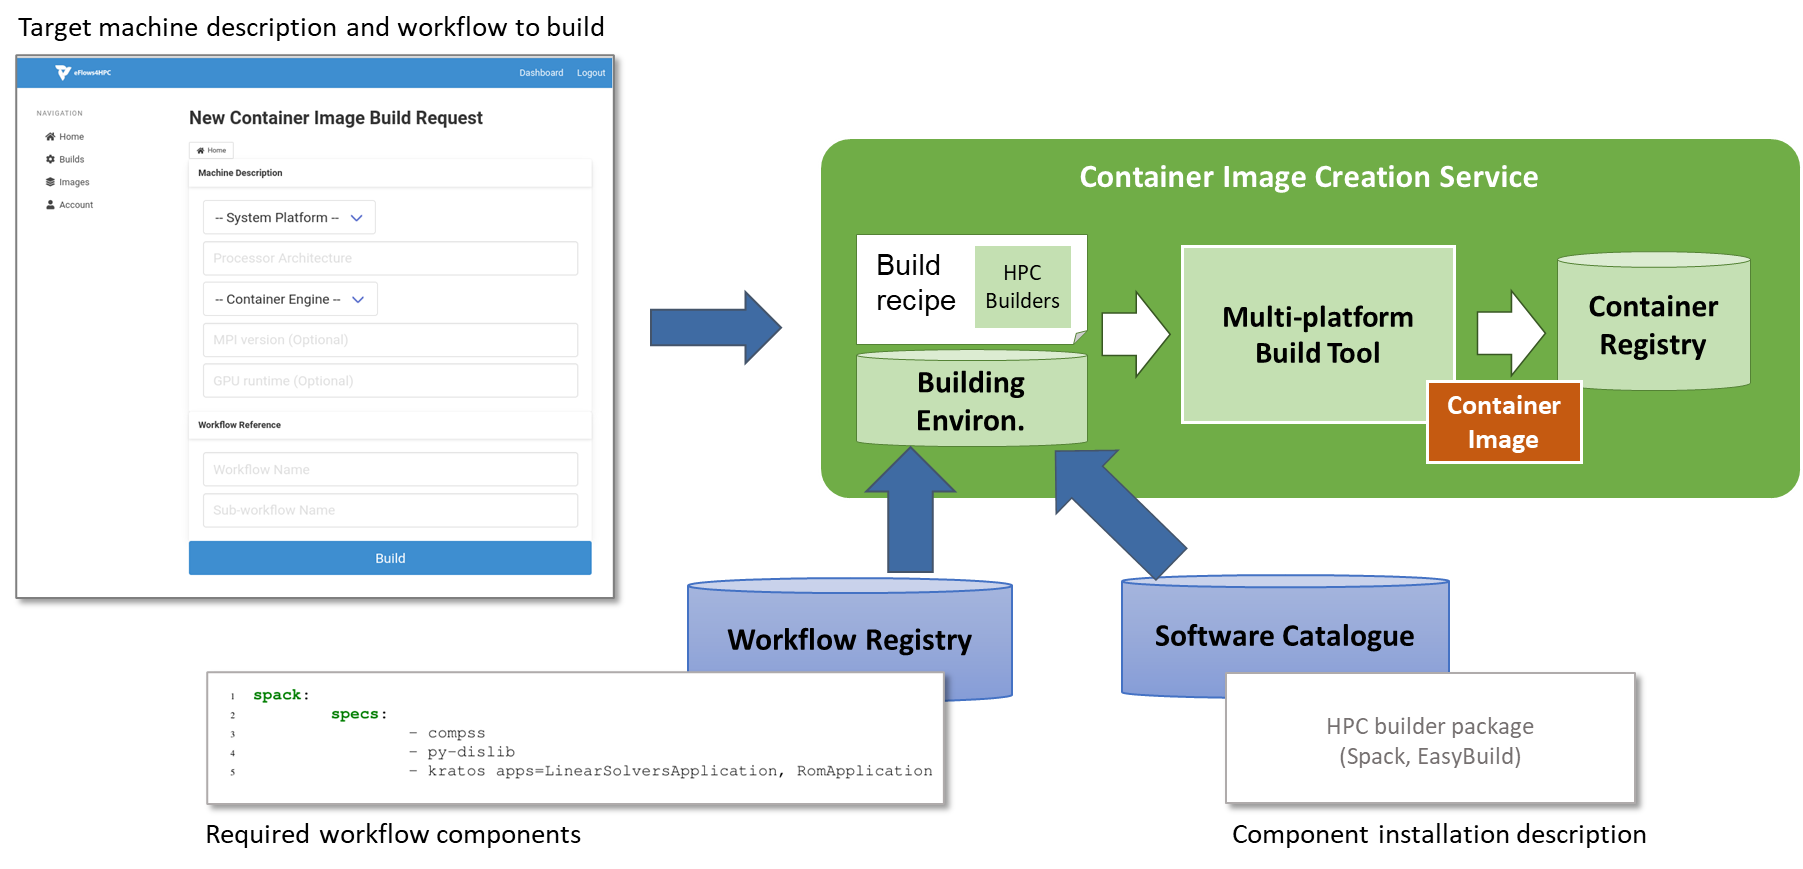 Target machine description and workflow to build
eFlows4HPC
Dashboard Logout
NAVIGATION
Home
Builds
Images
Account
New Container Image Build Request
Home
Machine Description
-- System Platform --
Processor Architecture
-- Container Engine --
MPI version (Optional)
GPU runtime (Optional)
Workflow Reference
Workflow Name
Sub-workflow Name
Build
Container Image Creation Service
Build
recipe
HPC
Builders
Building
Environ.
Multi-platform
Build Tool
Container
Registry
Container
Image
Workflow Registry
Software Catalogue
1 spack:
2 specs:
3 - compss
4 - py-dislib
5 - kratos apps=LinearSolversApplication, RomApplication
HPC builder package
(Spack, EasyBuild)
Required workflow components
Component installation description